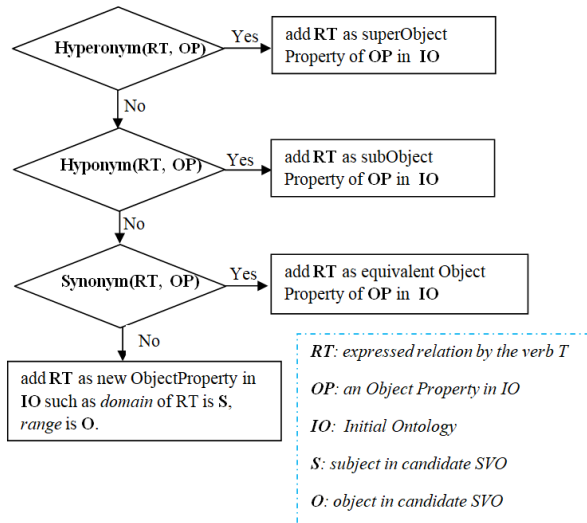 Hyperonym(RT, OP)
Yes
add RT as superObject
Property of OP in IO
No
Hyponym(RT, OP)
Yes
add RT as subObject
Property of OP in IO
No
Synonym(RT, OP)
Yes
add RT as equivalent Object
Property of OP in IO
No
add RT as new ObjectProperty in
IO such as domain of RT is S,
range is O.
RT: expressed relation by the verb T
OP: an Object Property in IO
IO: Initial Ontology
S: subject in candidate SVO
O: object in candidate SVO